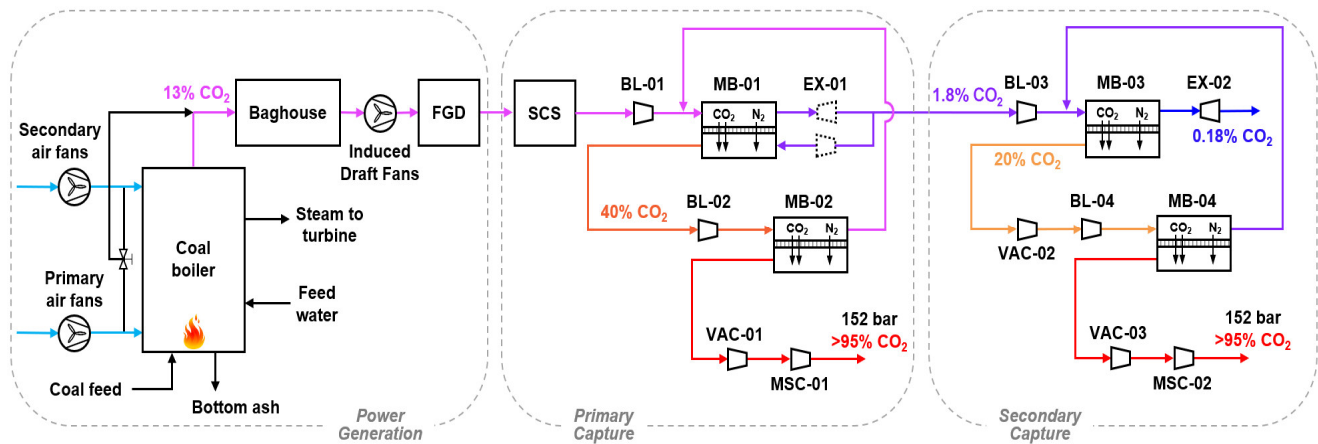 13% CO₂
Secondary
air fans
Baghouse
Induced
Draft Fans
FGD
Coal
boiler
Steam to
turbine
Primary
air fans
Feed
water
Coal feed
Bottom ash
Power
Generation
SCS
BL-01
MB-01
CO₂ N₂
EX-01
40% CO₂
BL-02
MB-02
CO₂ N₂
VAC-01
152 bar
>95% CO₂
MSC-01
Primary
Capture
1.8% CO₂
BL-03
MB-03
CO₂ N₂
EX-02
0.18% CO₂
20% CO₂
BL-04
MB-04
CO₂ N₂
VAC-02
VAC-03
152 bar
>95% CO₂
MSC-02
Secondary
Capture